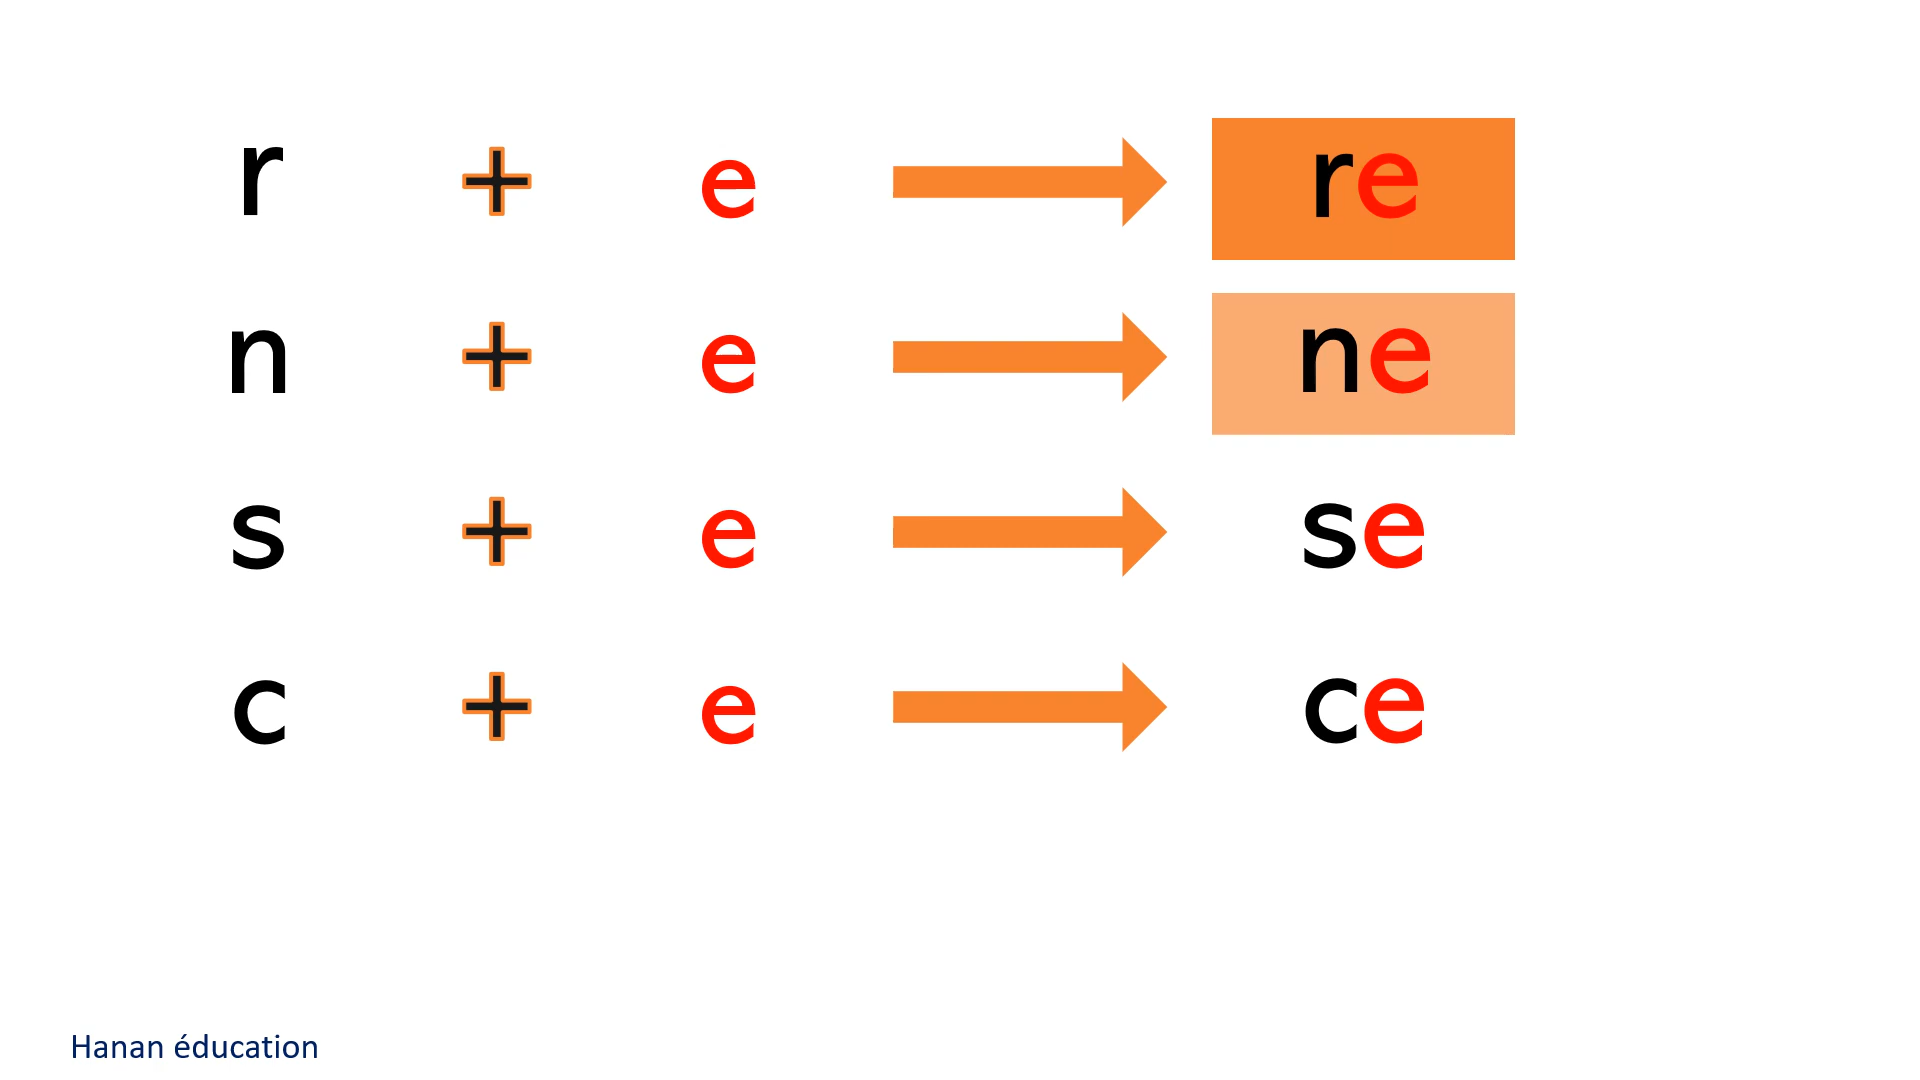 r + e re
n + e ne
s + e se
c + e ce
Hanan éducation